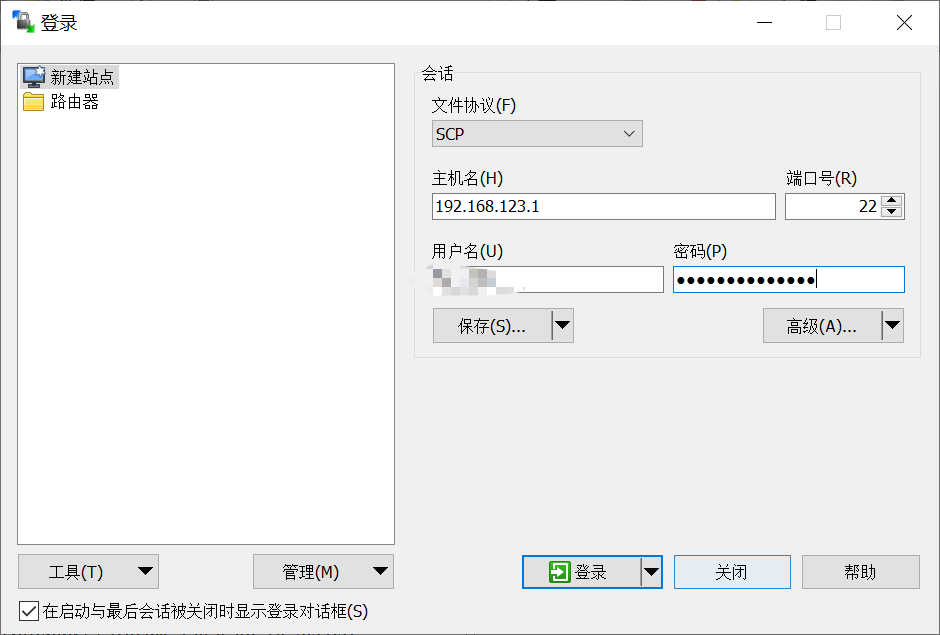 登录
新建站点
路由器
会话
文件协议(F)
SCP
主机名(H)
端口号(R)
192.168.123.1
22
用户名(U)
密码(P)
●●●●●●●●●●●●●●
保存(S)...
高级(A)...
工具(T)
管理(M)
登录
关闭
帮助
在启动与最后会话被关闭时显示登录对话框(S)